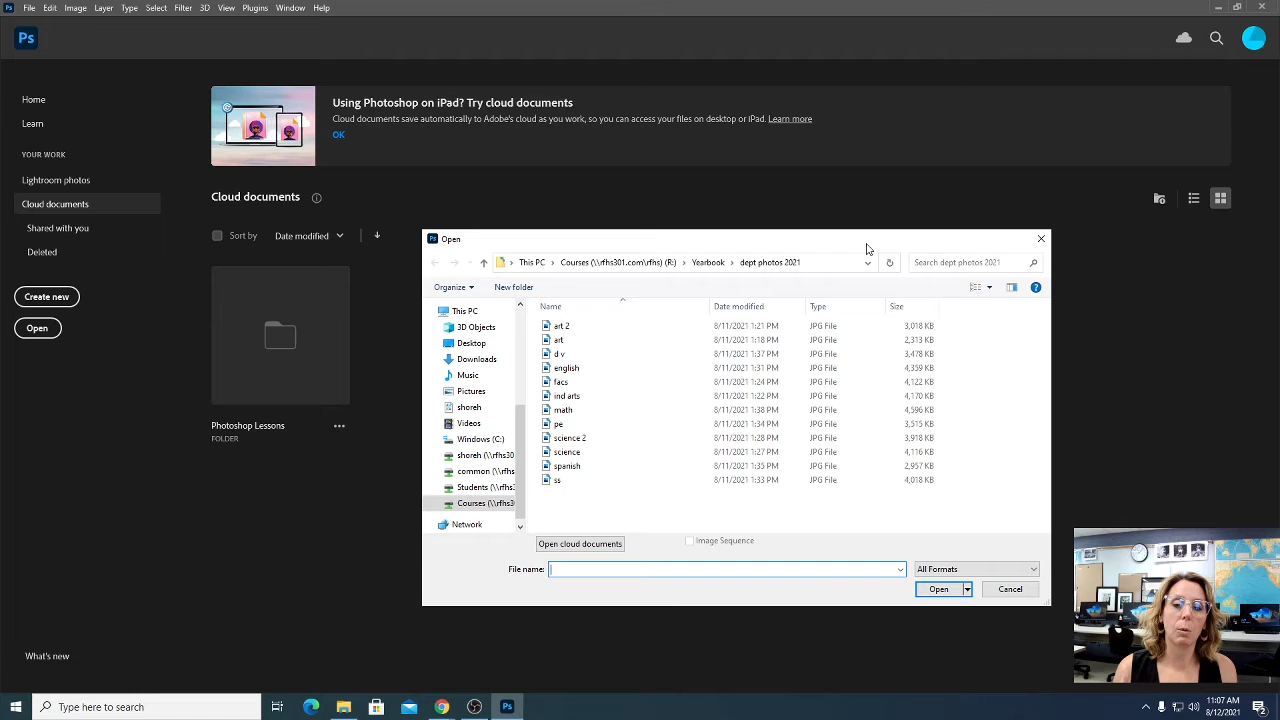 Ps File Edit Image Layer Type Select Filter 3D View Plugins Window Help
Ps
Home
Learn
YOUR WORK
Lightroom photos
Cloud documents
Shared with you
Deleted
Create new
Open
What's new
Using Photoshop on iPad? Try cloud documents
Cloud documents save automatically to Adobe's cloud as you work, so you can access your files on desktop or iPad. Learn more
OK
Cloud documents
Sort by Date modified
Photoshop Lessons
FOLDER
Ps Open
This PC Courses (\\rfhs301.com\rfhs) (R:) Yearbook dept photos 2021 Search dept photos 2021
Organize New folder
This PC
3D Objects
Desktop
Downloads
Music
Pictures
shoreh
Videos
Windows (C:)
shoreh (\\rfhs30
common (\\rfhs
Students (\\rfhs3
Courses (\\rfhs3
Network
Name Date modified Type Size
art 2 8/11/2021 1:21 PM JPG File 3,018 KB
art 8/11/2021 1:18 PM JPG File 2,313 KB
d v 8/11/2021 1:37 PM JPG File 3,478 KB
english 8/11/2021 1:31 PM JPG File 4,359 KB
facs 8/11/2021 1:24 PM JPG File 4,122 KB
ind arts 8/11/2021 1:22 PM JPG File 4,170 KB
math 8/11/2021 1:38 PM JPG File 4,596 KB
pe 8/11/2021 1:34 PM JPG File 3,515 KB
science 2 8/11/2021 1:28 PM JPG File 3,918 KB
science 8/11/2021 1:27 PM JPG File 4,116 KB
spanish 8/11/2021 1:35 PM JPG File 2,957 KB
ss 8/11/2021 1:33 PM JPG File 4,018 KB
Open cloud documents Image Sequence
File name: All Formats
Open Cancel
Type here to search Ps 11:07 AM
8/12/2021 2